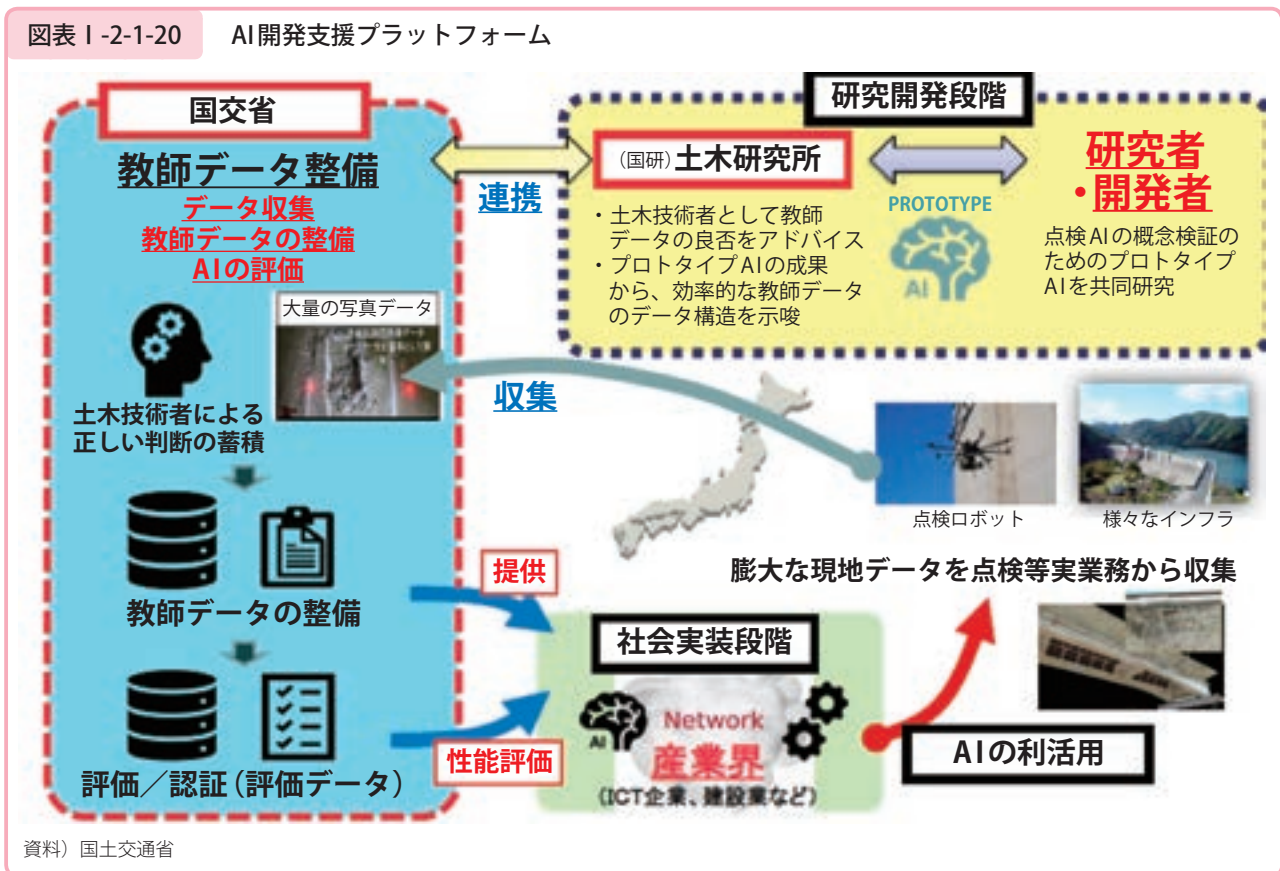 図表Ⅰ-2-1-20 AI開発支援プラットフォーム
国交省
教師データ整備
データ収集
教師データの整備
AIの評価
大量の写真データ
土木技術者による
正しい判断の蓄積
教師データの整備
評価／認証（評価データ）
連携
収集
提供
性能評価
研究開発段階
（国研）土木研究所
・土木技術者として教師
データの良否をアドバイス
・プロトタイプAIの成果
から、効率的な教師データ
のデータ構造を示唆
PROTOTYPE
AI
研究者
・開発者
点検AIの概念検証の
ためのプロトタイプ
AIを共同研究
点検ロボット
様々なインフラ
膨大な現地データを点検等実業務から収集
社会実装段階
AI
Network
産業界
（ICT企業、建設業など）
AIの利活用
資料）国土交通省